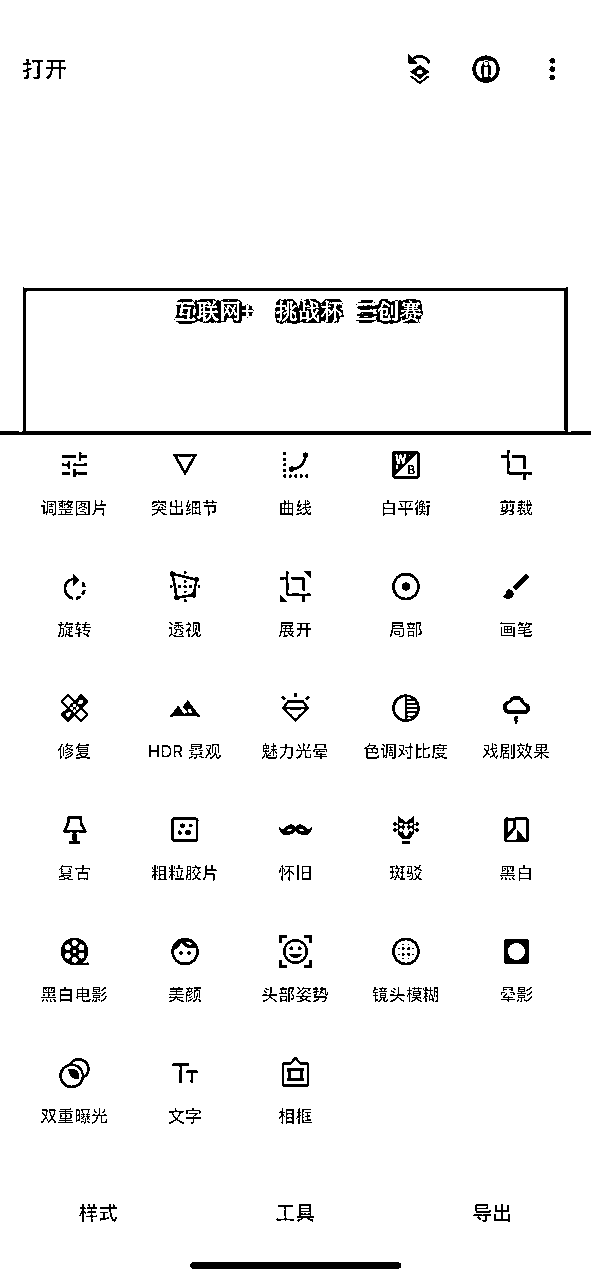 打开
互联网+ 挑战杯 三创赛
调整图片 突出细节 曲线 白平衡 剪裁
旋转 透视 展开 局部 画笔
修复 HDR 景观 魅力光晕 色调对比度 戏剧效果
复古 粗粒胶片 怀旧 斑驳 黑白
黑白电影 美颜 头部姿势 镜头模糊 晕影
双重曝光 文字 相框
样式 工具 导出